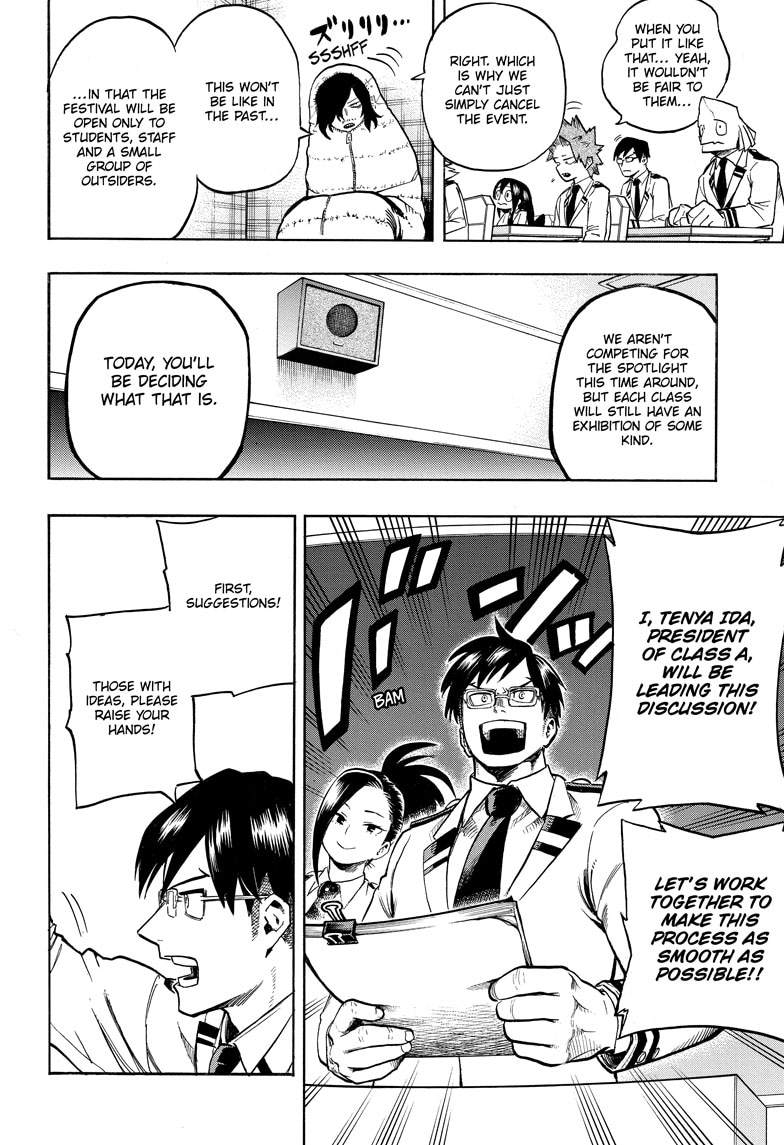 WHEN YOU
PUT IT LIKE
THAT... YEAH,
IT WOULDN'T
BE FAIR TO
THEM...
RIGHT. WHICH
IS WHY WE
CAN'T JUST
SIMPLY CANCEL
THE EVENT.
ズリリリ...
SSSHFF
THIS WON'T
BE LIKE IN
THE PAST...
...IN THAT THE
FESTIVAL WILL BE
OPEN ONLY TO
STUDENTS, STAFF
AND A SMALL
GROUP OF
OUTSIDERS.
WE AREN'T
COMPETING FOR
THE SPOTLIGHT
THIS TIME AROUND,
BUT EACH CLASS
WILL STILL HAVE AN
EXHIBITION OF SOME
KIND.
TODAY, YOU'LL
BE DECIDING
WHAT THAT IS.
I, TENYA IDA,
PRESIDENT
OF CLASS A,
WILL BE
LEADING THIS
DISCUSSION!
バーン
BAM
LET'S WORK
TOGETHER TO
MAKE THIS
PROCESS AS
SMOOTH AS
POSSIBLE!!
FIRST,
SUGGESTIONS!
THOSE WITH
IDEAS, PLEASE
RAISE YOUR
HANDS!